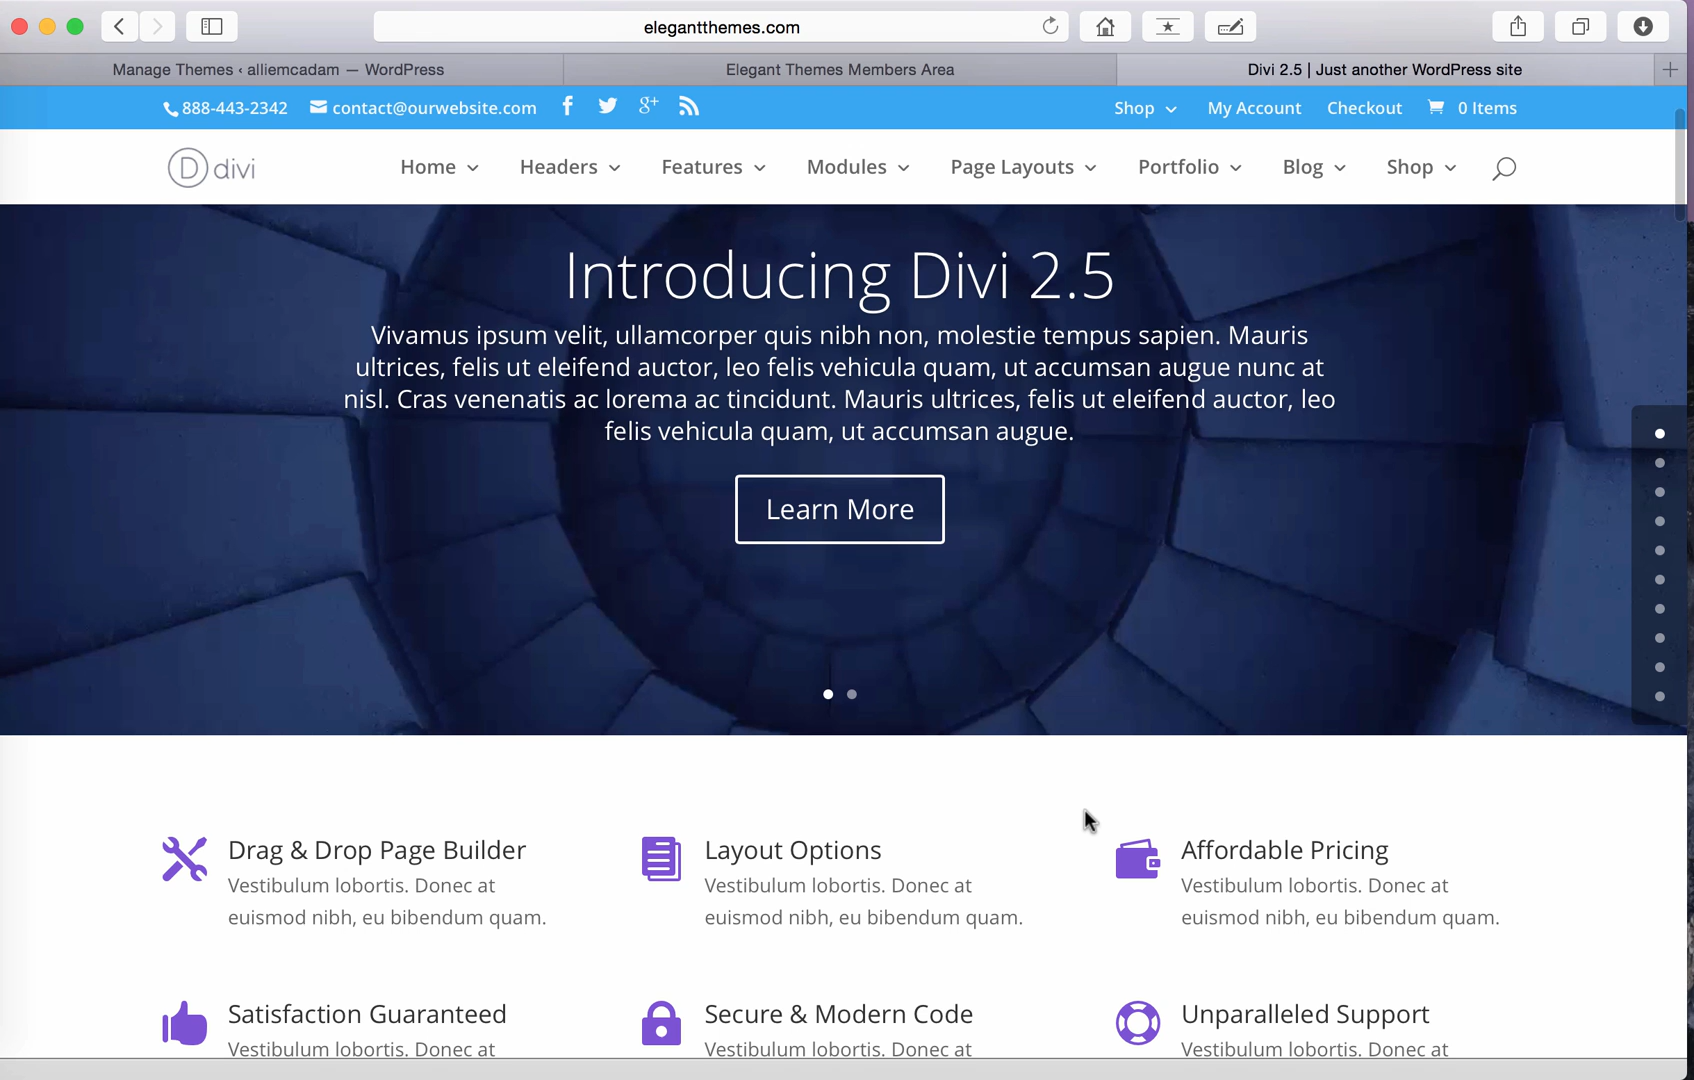 elegantthemes.com
Manage Themes ‹ alliemcadam — WordPress
Elegant Themes Members Area
Divi 2.5 | Just another WordPress site
888-443-2342 contact@ourwebsite.com
Shop My Account Checkout 0 Items
D divi
Home Headers Features Modules Page Layouts Portfolio Blog Shop
Introducing Divi 2.5
Vivamus ipsum velit, ullamcorper quis nibh non, molestie tempus sapien. Mauris
ultrices, felis ut eleifend auctor, leo felis vehicula quam, ut accumsan augue nunc at
nisl. Cras venenatis ac lorema ac tincidunt. Mauris ultrices, felis ut eleifend auctor, leo
felis vehicula quam, ut accumsan augue.
Learn More
Drag & Drop Page Builder
Vestibulum lobortis. Donec at
euismod nibh, eu bibendum quam.
Layout Options
Vestibulum lobortis. Donec at
euismod nibh, eu bibendum quam.
Affordable Pricing
Vestibulum lobortis. Donec at
euismod nibh, eu bibendum quam.
Satisfaction Guaranteed
Vestibulum lobortis. Donec at
Secure & Modern Code
Vestibulum lobortis. Donec at
Unparalleled Support
Vestibulum lobortis. Donec at